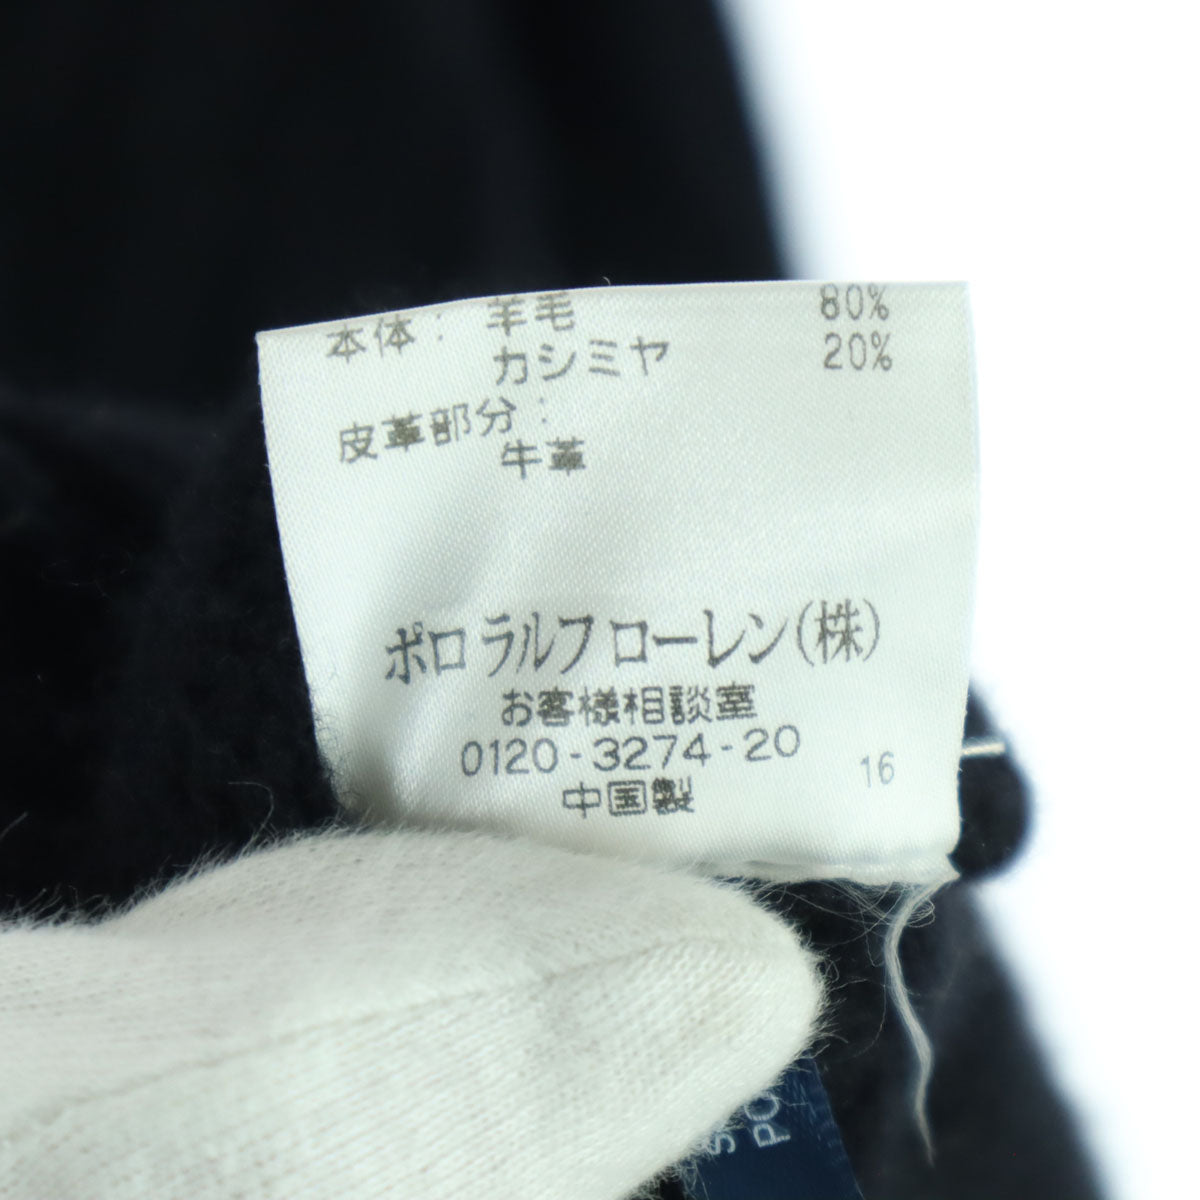 本体: 羊毛 80%
カシミヤ 20%
皮革部分:
牛革
ポロ ラルフ ローレン(株)
お客様相談室
0120-3274-20
中国製 16